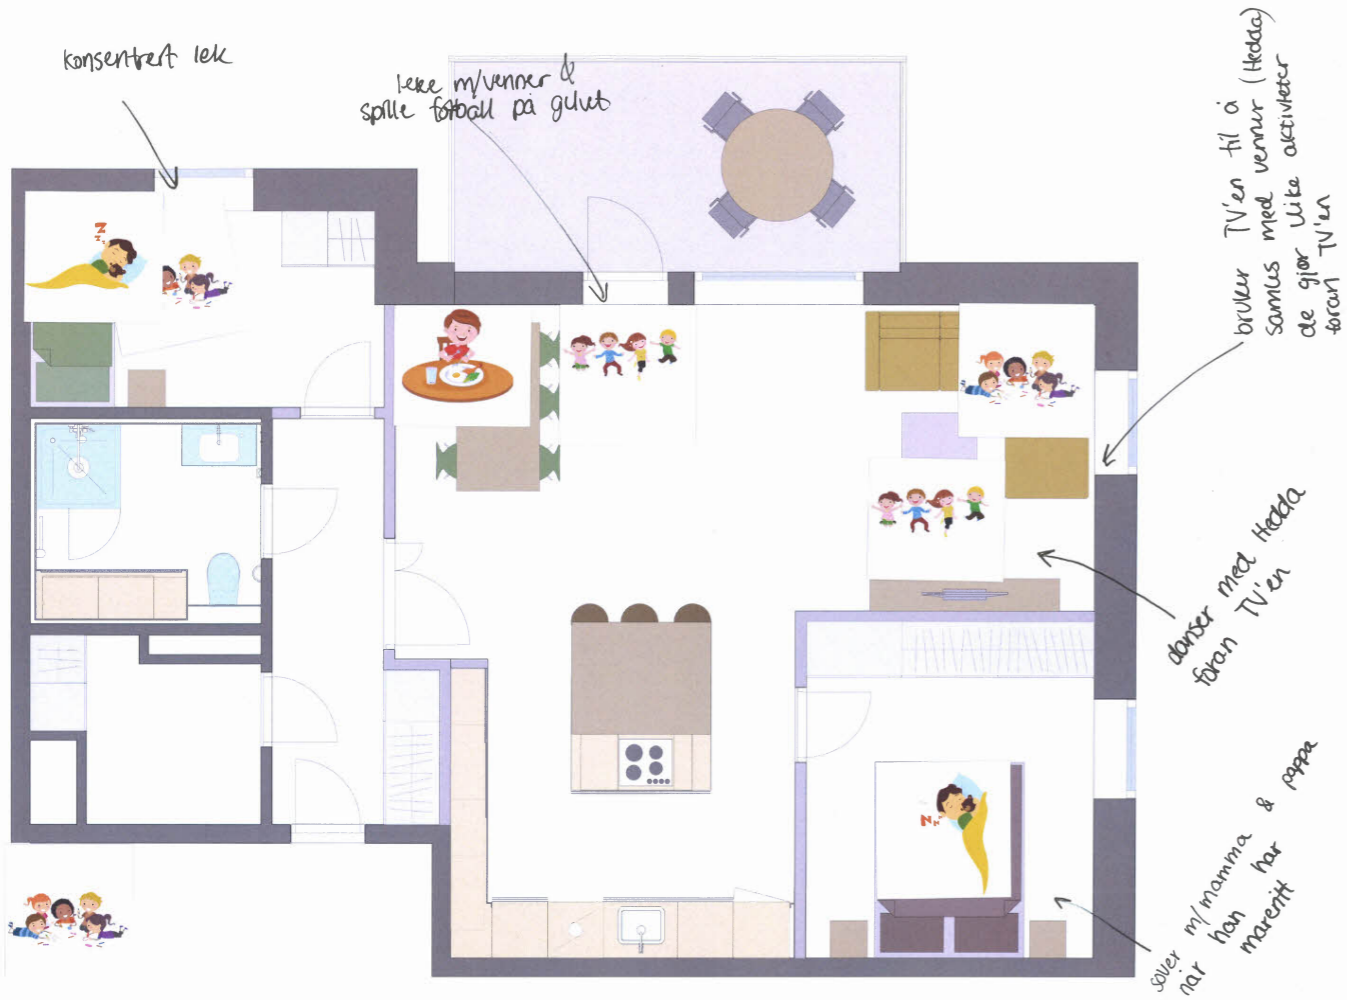 konsentrert lek
leke m/venner &
spille fotball på gulvet
bruker TV'en til å
samles med venner (Hedda)
de gjør ulike aktiviteter
foran TV'en
danser med Hedda
foran TV'en
sover m/mamma & pappa
når han har
mareritt
Z
z
z
N
N
N